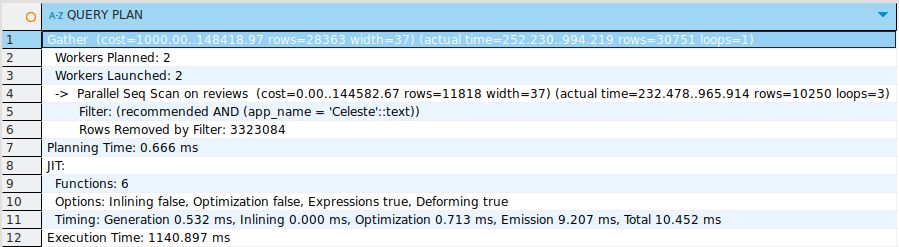 A-Z QUERY PLAN
1 Gather (cost=1000.00..148418.97 rows=28363 width=37) (actual time=252.230..994.219 rows=30751 loops=1)
2 Workers Planned: 2
3 Workers Launched: 2
4 -> Parallel Seq Scan on reviews (cost=0.00..144582.67 rows=11818 width=37) (actual time=232.478..965.914 rows=10250 loops=3)
5 Filter: (recommended AND (app_name = 'Celeste'::text))
6 Rows Removed by Filter: 3323084
7 Planning Time: 0.666 ms
8 JIT:
9 Functions: 6
10 Options: Inlining false, Optimization false, Expressions true, Deforming true
11 Timing: Generation 0.532 ms, Inlining 0.000 ms, Optimization 0.713 ms, Emission 9.207 ms, Total 10.452 ms
12 Execution Time: 1140.897 ms